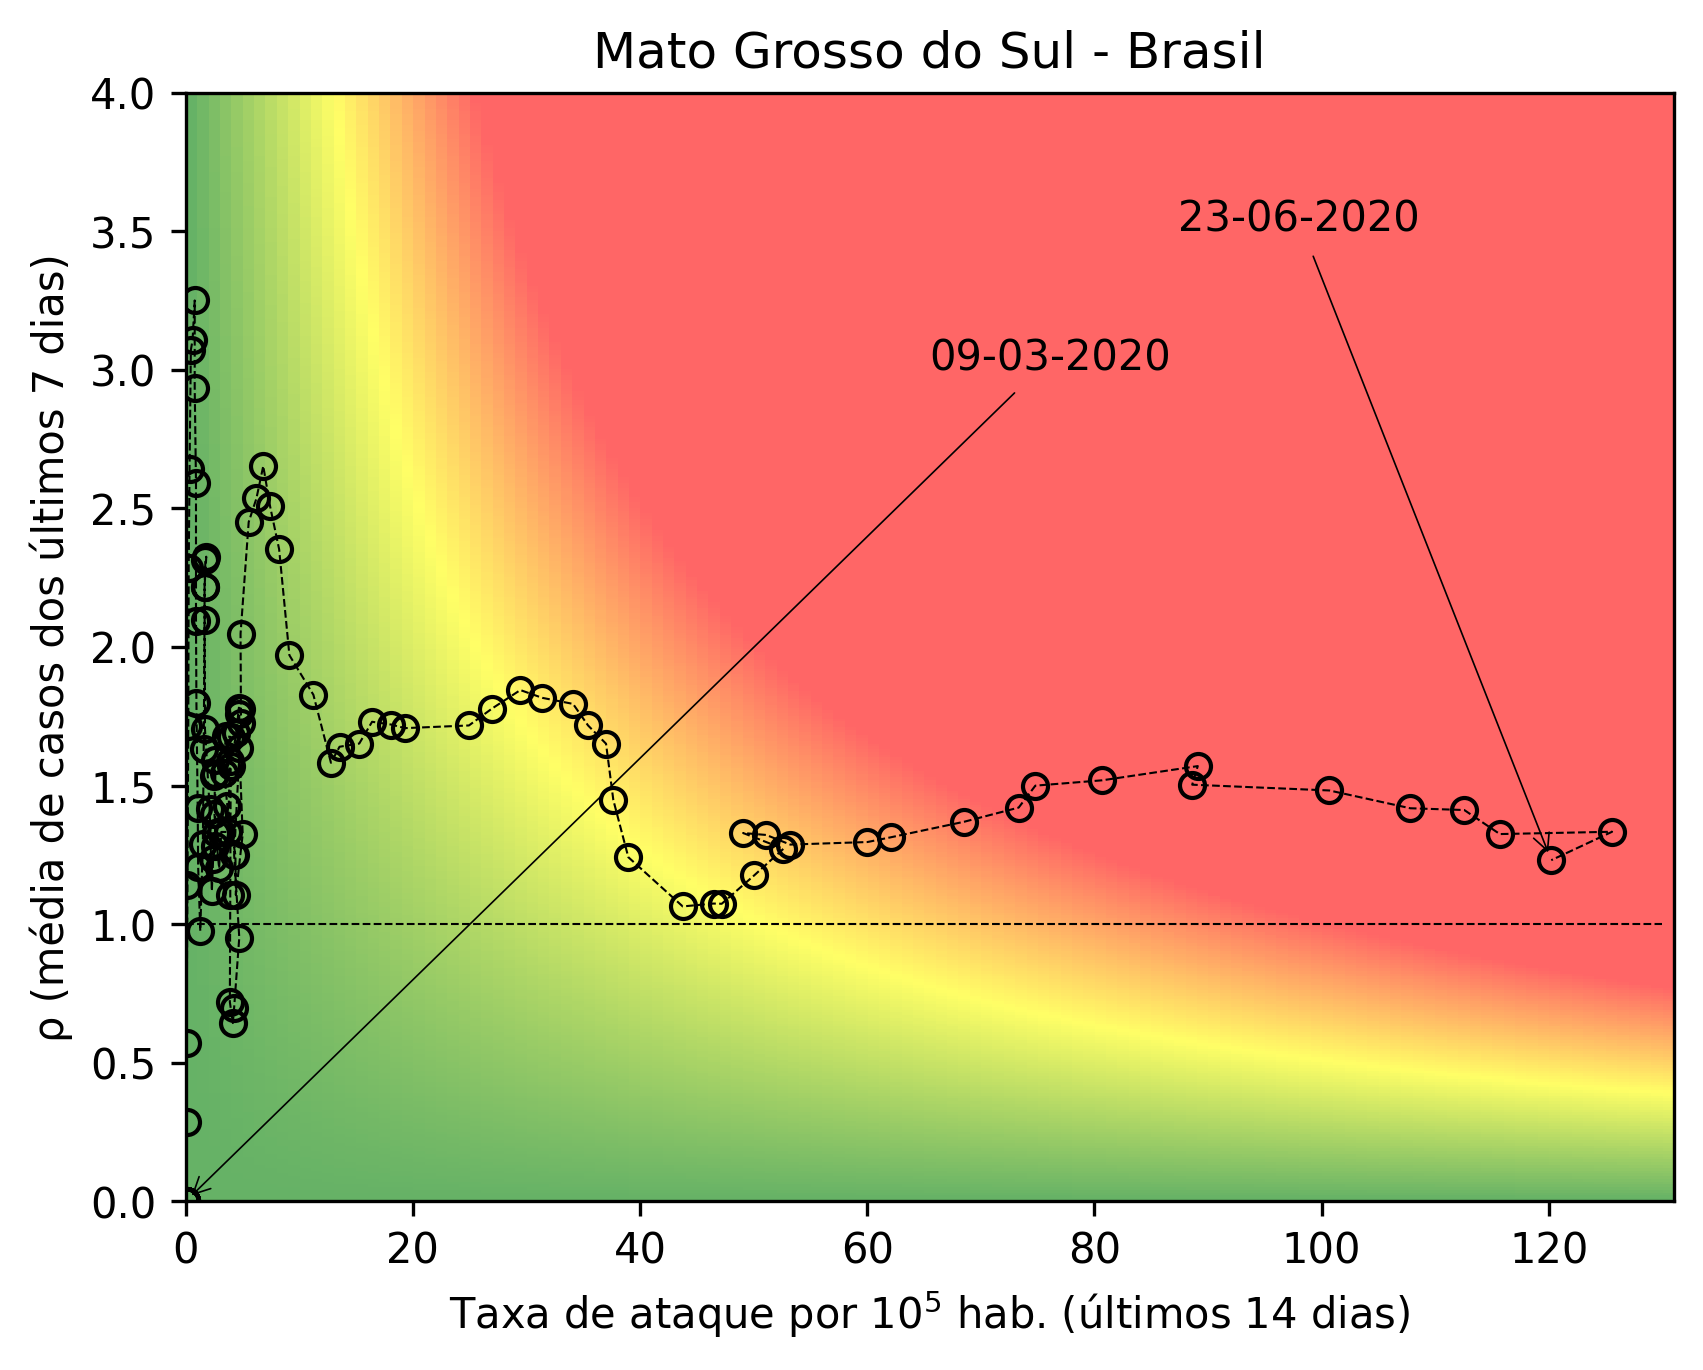 Mato Grosso do Sul - Brasil
4.0
3.5
3.0
2.5
2.0
1.5
1.0
0.5
0.0
ρ (média de casos dos últimos 7 dias)
23-06-2020
09-03-2020
0 20 40 60 80 100 120
Taxa de ataque por 10⁵ hab. (últimos 14 dias)